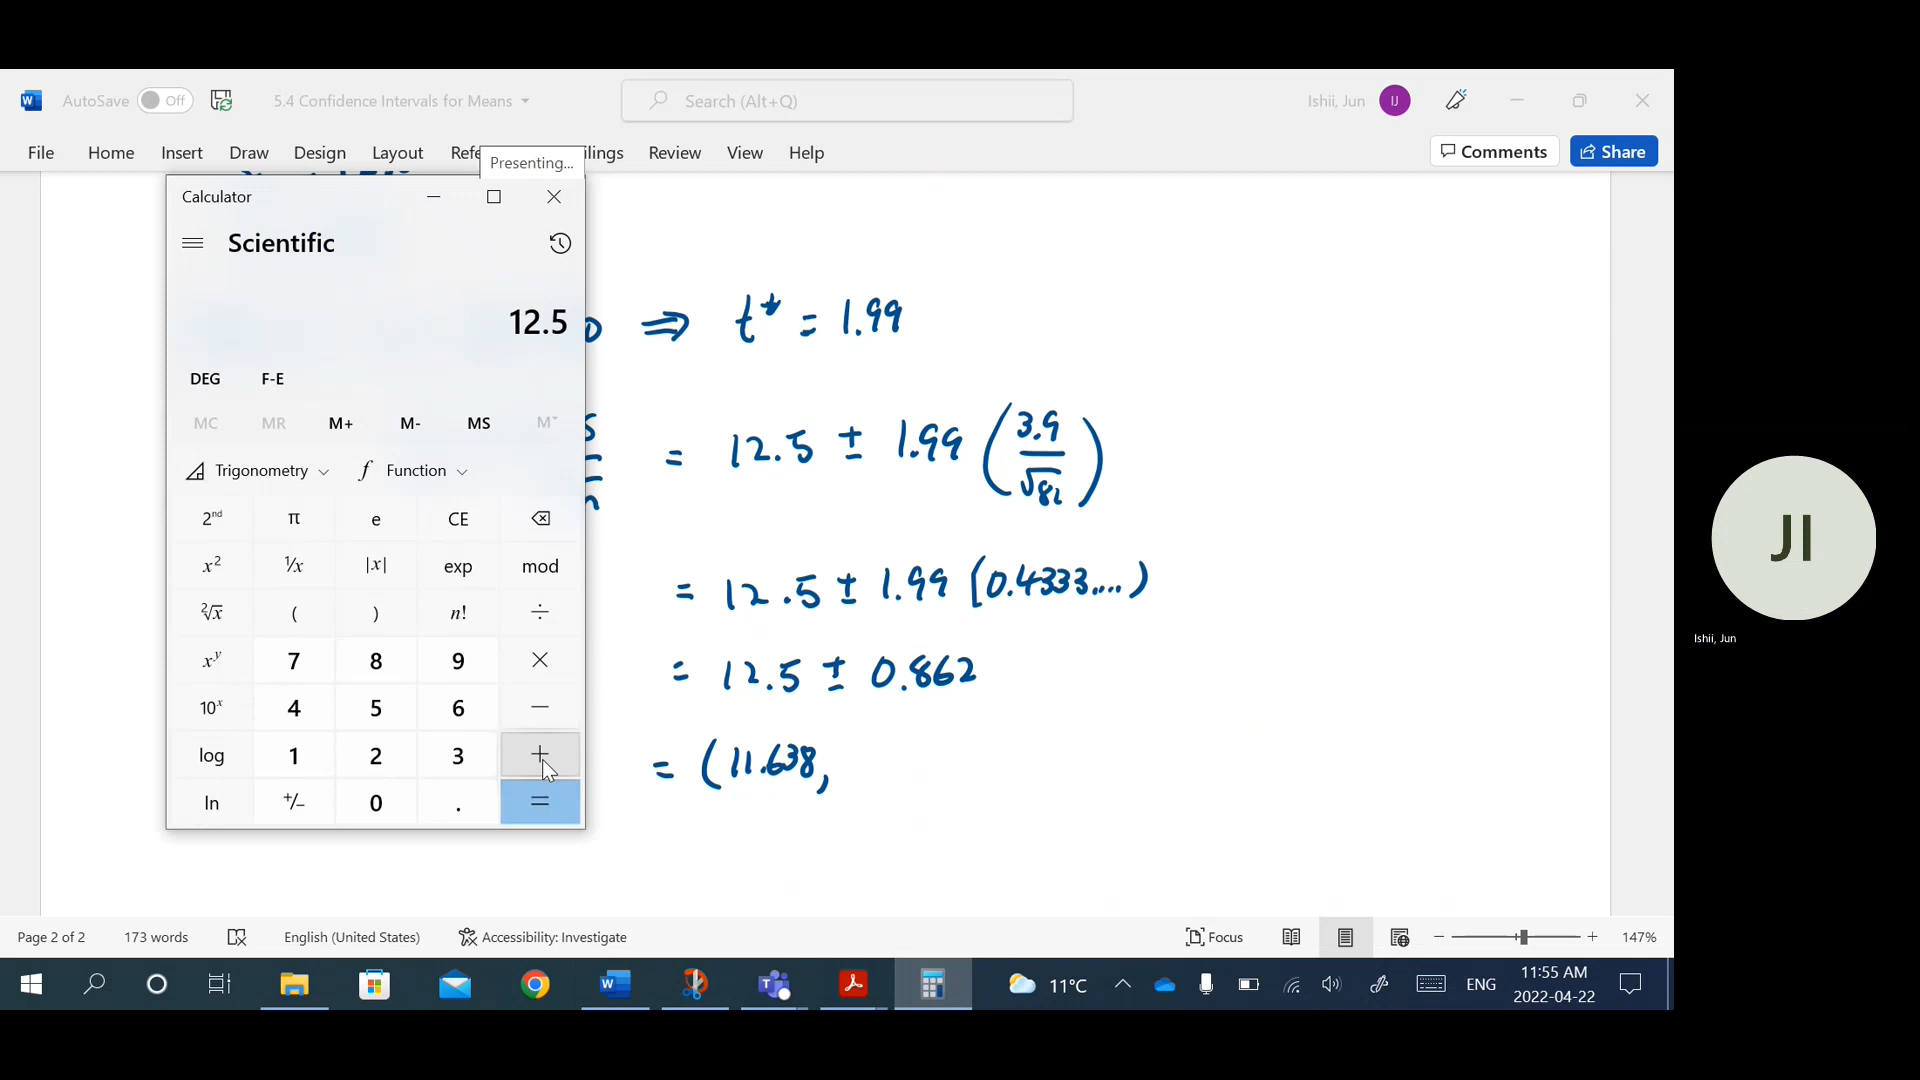 AutoSave Off 5.4 Confidence Intervals for Means Search (Alt+Q) Ishii, Jun IJ
File Home Insert Draw Design Layout Refe Presenting... ilings Review View Help Comments Share
Calculator
Scientific
12.5
DEG F-E
MC MR M+ M- MS M˅
Trigonometry f Function
2nd π e CE
x² ¹/x |x| exp mod
²√x ( ) n! ÷
xʸ 7 8 9 ×
10ˣ 4 5 6 −
log 1 2 3 +
ln +/− 0 . =
⇒ t* = 1.99
= 12.5 ± 1.99 (3.9/√81)
= 12.5 ± 1.99 (0.4333....)
= 12.5 ± 0.862
= (11.638,
JI
Ishii, Jun
Page 2 of 2 173 words English (United States) Accessibility: Investigate Focus − + 147%
11°C ENG 11:55 AM
2022-04-22